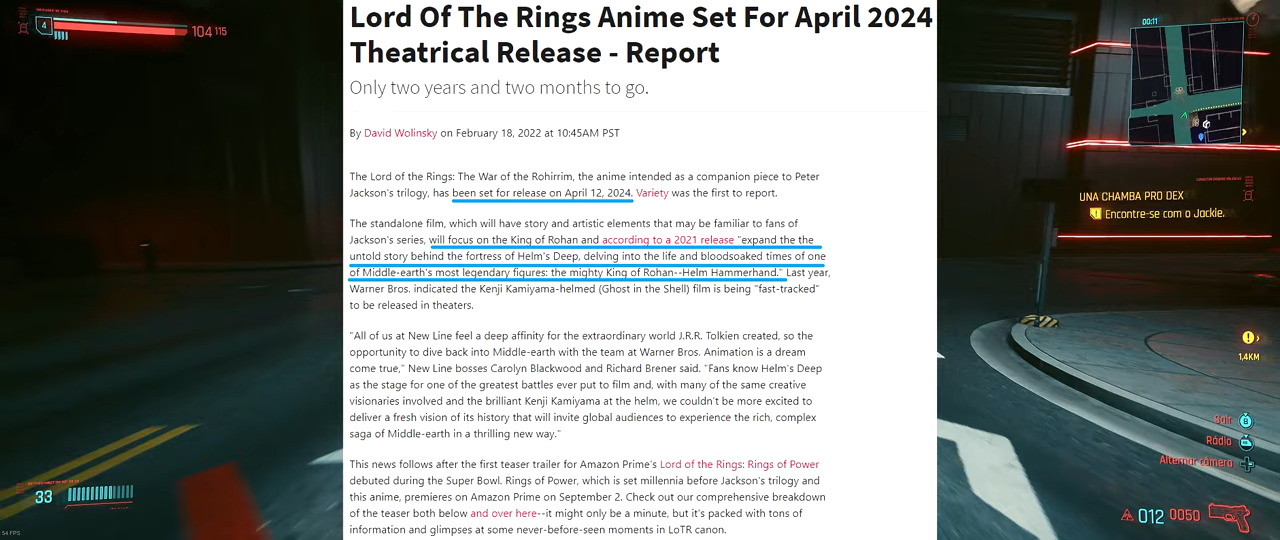 4
104 115
Lord Of The Rings Anime Set For April 2024
Theatrical Release - Report
Only two years and two months to go.
By David Wolinsky on February 18, 2022 at 10:45AM PST
The Lord of the Rings: The War of the Rohirrim, the anime intended as a companion piece to Peter
Jackson's trilogy, has been set for release on April 12, 2024. Variety was the first to report.
The standalone film, which will have story and artistic elements that may be familiar to fans of
Jackson's series, will focus on the King of Rohan and according to a 2021 release "expand the the
untold story behind the fortress of Helm's Deep, delving into the life and bloodsoaked times of one
of Middle-earth's most legendary figures: the mighty King of Rohan--Helm Hammerhand." Last year,
Warner Bros. indicated the Kenji Kamiyama-helmed (Ghost in the Shell) film is being "fast-tracked"
to be released in theaters.
"All of us at New Line feel a deep affinity for the extraordinary world J.R.R. Tolkien created, so the
opportunity to dive back into Middle-earth with the team at Warner Bros. Animation is a dream
come true," New Line bosses Carolyn Blackwood and Richard Brener said. "Fans know Helm's Deep
as the stage for one of the greatest battles ever put to film and, with many of the same creative
visionaries involved and the brilliant Kenji Kamiyama at the helm, we couldn't be more excited to
deliver a fresh vision of its history that will invite global audiences to experience the rich, complex
saga of Middle-earth in a thrilling new way."
This news follows after the first teaser trailer for Amazon Prime's Lord of the Rings: Rings of Power
debuted during the Super Bowl. Rings of Power, which is set millennia before Jackson's trilogy and
this anime, premieres on Amazon Prime on September 2. Check out our comprehensive breakdown
of the teaser both below and over here--it might only be a minute, but it's packed with tons of
information and glimpses at some never-before-seen moments in LoTR canon.
00:11
UNA CHAMBA PRO DEX
Encontre-se com o Jackie.
1,4KM
Sair
Rádio
Alternar câmera
33
54 FPS
012 0050